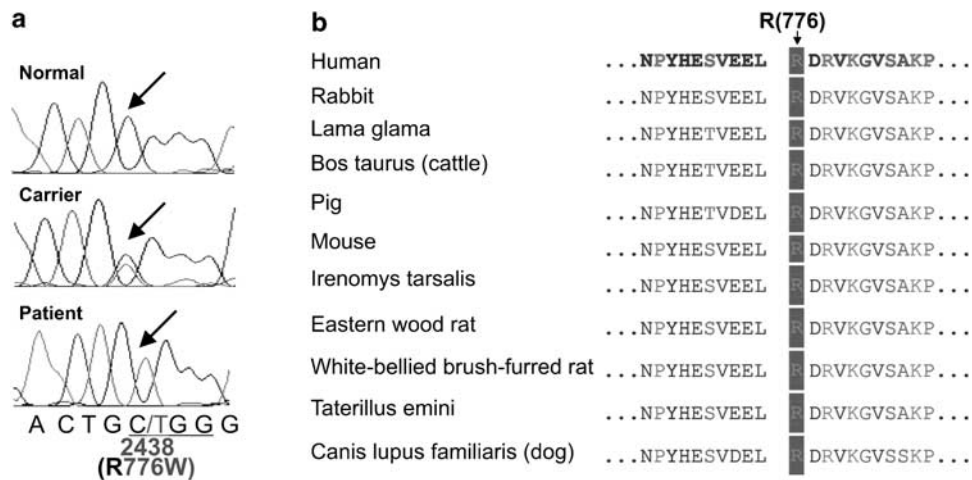 a
Normal
Carrier
Patient
A C T G C/T G G G
2438
(R776W)
b
R(776)
Human ...NPYHESVEEL R DRVKGVSAKP...
Rabbit ...NPYHESVEEL R DRVKGVSAKP...
Lama glama ...NPYHETVEEL R DRVKGVSAKP...
Bos taurus (cattle) ...NPYHETVEEL R DRVKGVSAKP...
Pig ...NPYHETVDEL R DRVKGVSAKP...
Mouse ...NPYHESVEEL R DRVKGVSAKP...
Irenomys tarsalis ...NPYHESVEEL R DRVKGVSAKP...
Eastern wood rat ...NPYHESVEEL R DRVKGVSAKP...
White-bellied brush-furred rat ...NPYHESVEEL R DRVKGVSAKP...
Taterillus emini ...NPYHESVEEL R DRVKGVSAKP...
Canis lupus familiaris (dog) ...NPYHESVDEL R DRVKGVSSKP...